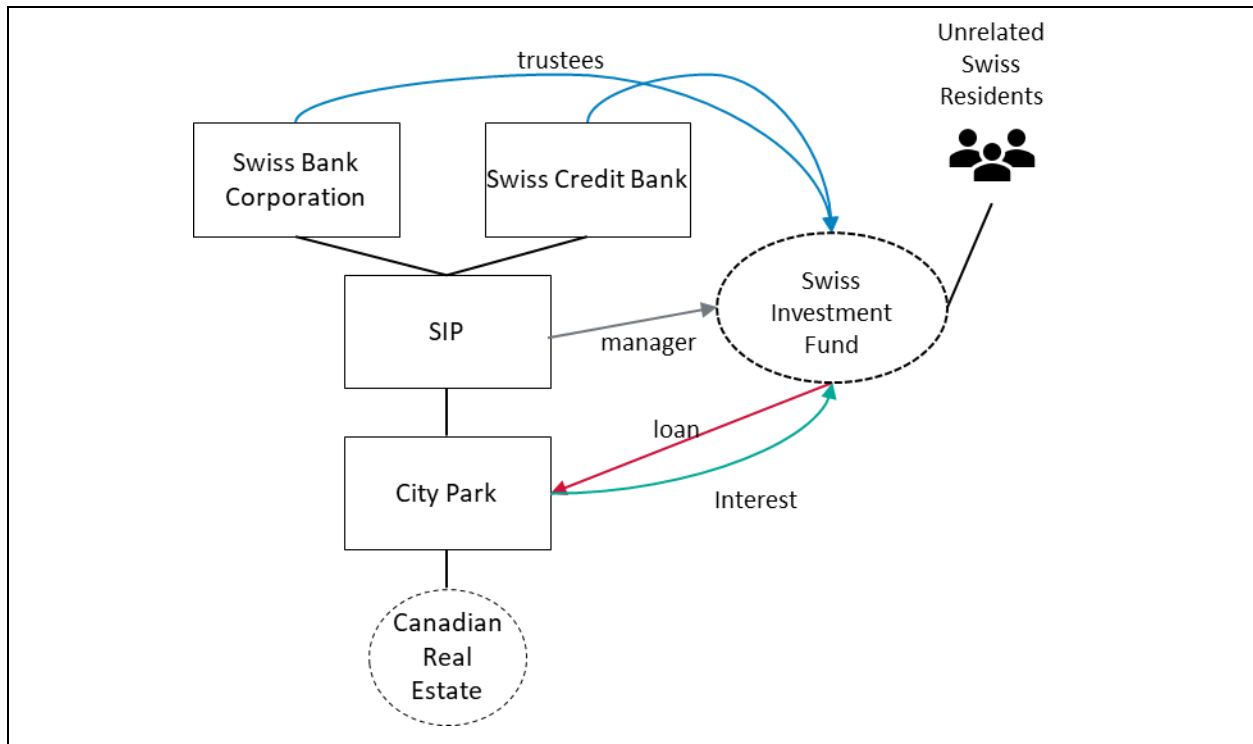 Unrelated
Swiss
Residents
trustees
Swiss Bank
Corporation
Swiss Credit Bank
SIP
manager
Swiss
Investment
Fund
loan
City Park
Interest
Canadian
Real
Estate